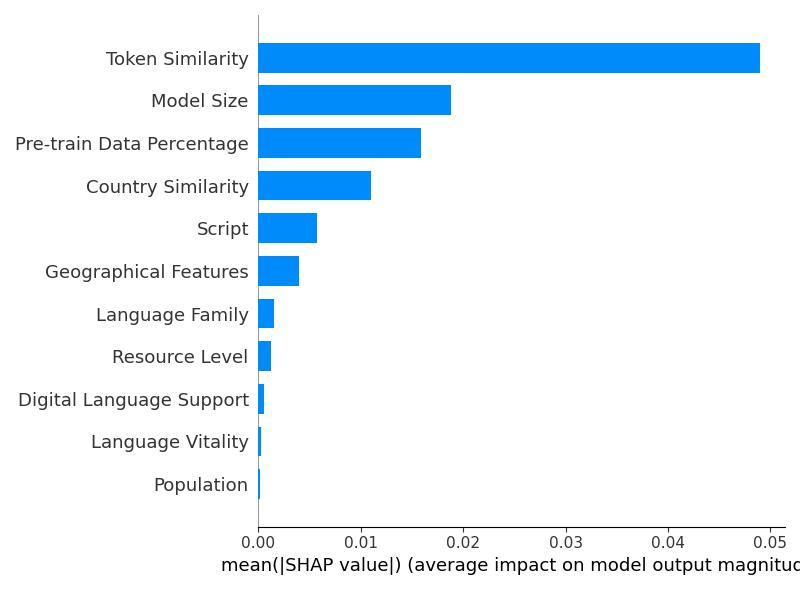 Token Similarity
Model Size
Pre-train Data Percentage
Country Similarity
Script
Geographical Features
Language Family
Resource Level
Digital Language Support
Language Vitality
Population
0.00 0.01 0.02 0.03 0.04 0.05
mean(|SHAP value|) (average impact on model output magnitud